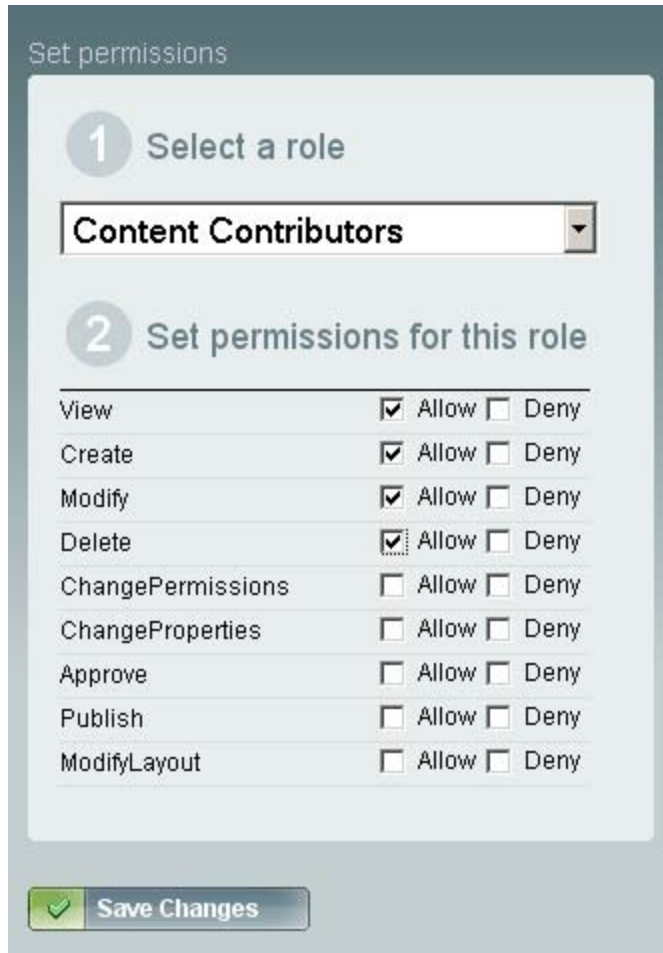 Set permissions
1 Select a role
Content Contributors
2 Set permissions for this role
View Allow Deny
Create Allow Deny
Modify Allow Deny
Delete Allow Deny
ChangePermissions Allow Deny
ChangeProperties Allow Deny
Approve Allow Deny
Publish Allow Deny
ModifyLayout Allow Deny
Save Changes